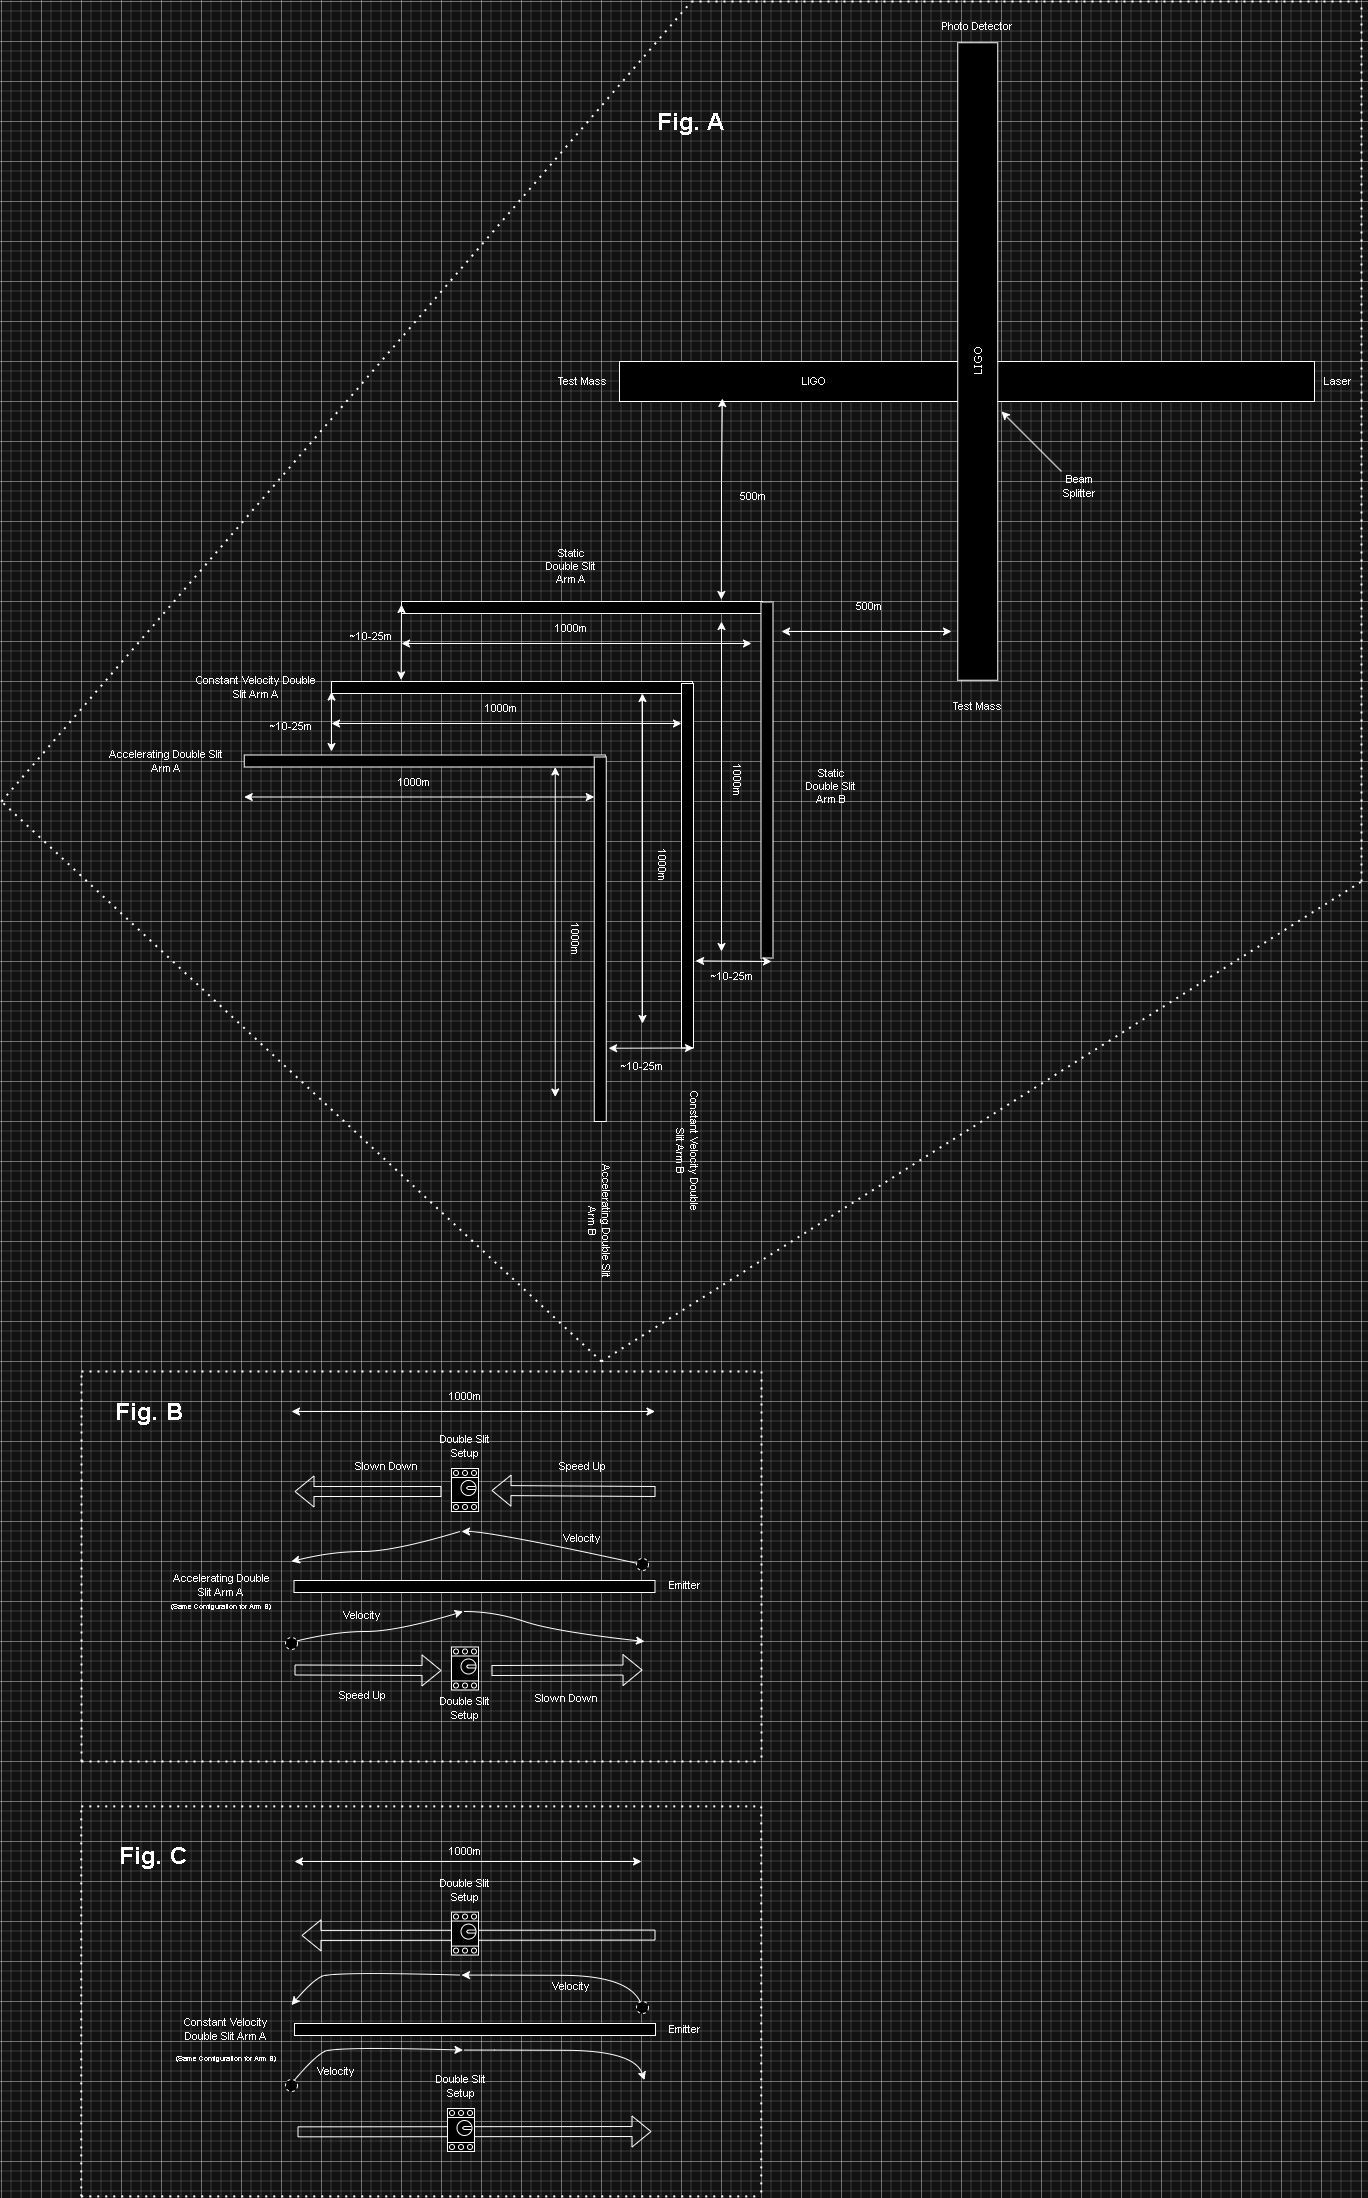 Photo Detector
Fig. A
LIGO
Test Mass
LIGO
Laser
Beam
Splitter
500m
Static
Double Slit
Arm A
500m
~10-25m
1000m
Constant Velocity Double
Slit Arm A
Test Mass
~10-25m
1000m
Accelerating Double Slit
Arm A
1000m
1000m
Static
Double Slit
Arm B
1000m
1000m
~10-25m
~10-25m
Constant Velocity Double
Slit Arm B
Accelerating Double Slit
Arm B
Fig. B
1000m
Double Slit
Setup
Slown Down
Speed Up
Velocity
Accelerating Double
Slit Arm A
(Same Configuration for Arm B)
Emitter
Velocity
Speed Up
Double Slit
Setup
Slown Down
Fig. C
1000m
Double Slit
Setup
Velocity
Constant Velocity
Double Slit Arm A
(Same Configuration for Arm B)
Emitter
Velocity
Double Slit
Setup